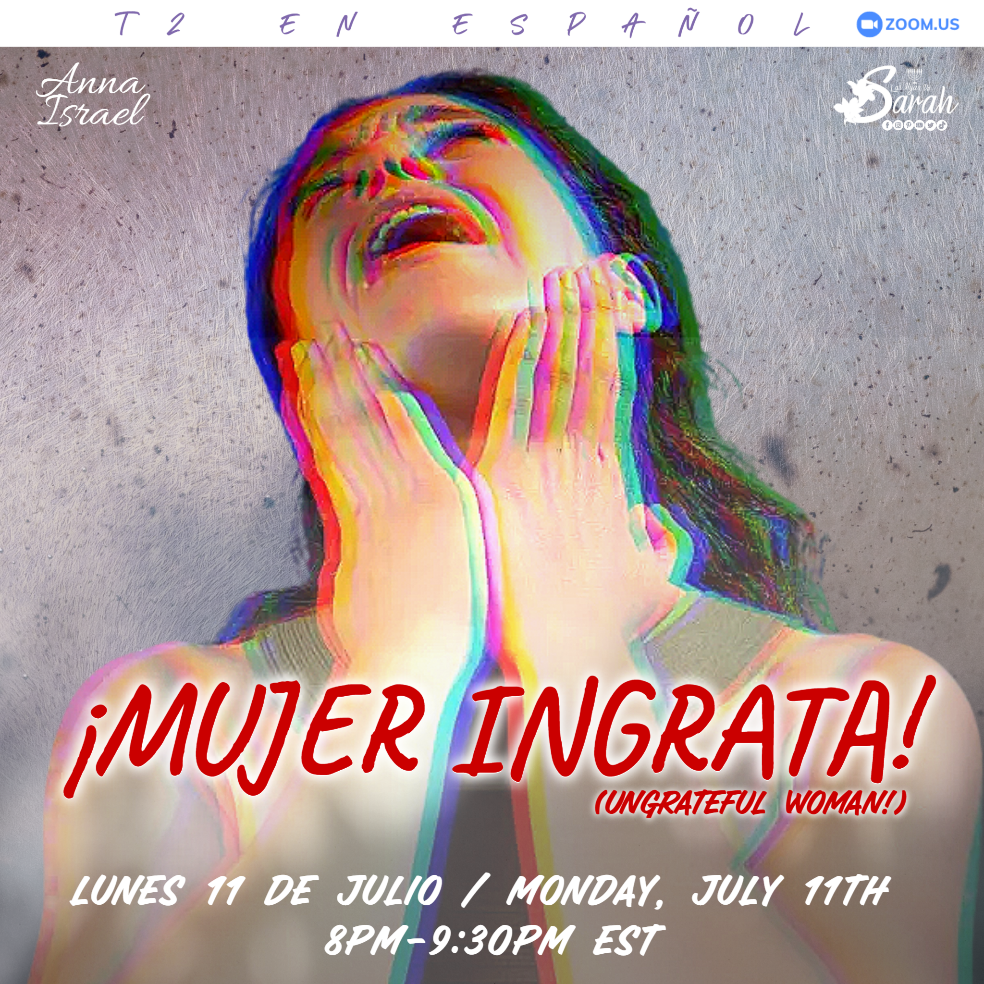 T2 EN ESPAÑOL
ZOOM.US
Anna
Israel
Sarah
¡MUJER INGRATA!
(UNGRATEFUL WOMAN!)
LUNES 11 DE JULIO / MONDAY, JULY 11TH
8PM-9:30PM EST